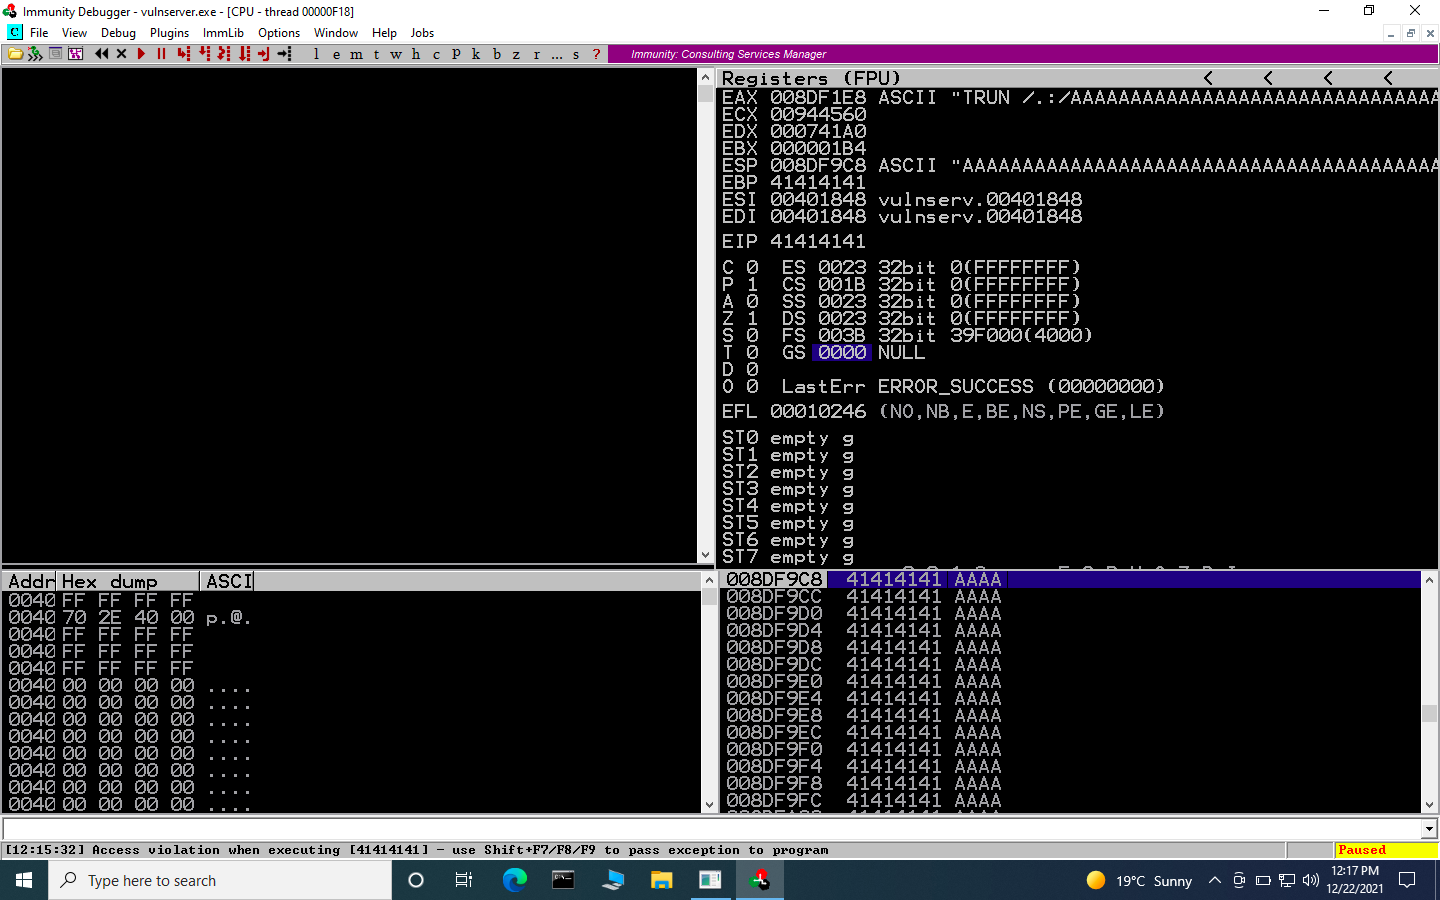 Immunity Debugger - vulnserver.exe - [CPU - thread 00000F18]
C File View Debug Plugins ImmLib Options Window Help Jobs
l e m t w h c P k b z r ... s ?
Immunity: Consulting Services Manager
Registers (FPU) < < < <
EAX 008DF1E8 ASCII "TRUN /.:/AAAAAAAAAAAAAAAAAAAAAAAAAAAAAAA
ECX 00944560
EDX 000741A0
EBX 000001B4
ESP 008DF9C8 ASCII "AAAAAAAAAAAAAAAAAAAAAAAAAAAAAAAAAAAAAAAA
EBP 41414141
ESI 00401848 vulnserv.00401848
EDI 00401848 vulnserv.00401848
EIP 41414141
C 0 ES 0023 32bit 0(FFFFFFFF)
P 1 CS 001B 32bit 0(FFFFFFFF)
A 0 SS 0023 32bit 0(FFFFFFFF)
Z 1 DS 0023 32bit 0(FFFFFFFF)
S 0 FS 003B 32bit 39F000(4000)
T 0 GS 0000 NULL
D 0
O 0 LastErr ERROR_SUCCESS (00000000)
EFL 00010246 (NO,NB,E,BE,NS,PE,GE,LE)
ST0 empty g
ST1 empty g
ST2 empty g
ST3 empty g
ST4 empty g
ST5 empty g
ST6 empty g
ST7 empty g
Addr Hex dump ASCI
0040 FF FF FF FF
0040 70 2E 40 00 p.@.
0040 FF FF FF FF
0040 FF FF FF FF
0040 FF FF FF FF
0040 00 00 00 00 ....
0040 00 00 00 00 ....
0040 00 00 00 00 ....
0040 00 00 00 00 ....
0040 00 00 00 00 ....
0040 00 00 00 00 ....
0040 00 00 00 00 ....
0040 00 00 00 00 ....
008DF9C8 41414141 AAAA
008DF9CC 41414141 AAAA
008DF9D0 41414141 AAAA
008DF9D4 41414141 AAAA
008DF9D8 41414141 AAAA
008DF9DC 41414141 AAAA
008DF9E0 41414141 AAAA
008DF9E4 41414141 AAAA
008DF9E8 41414141 AAAA
008DF9EC 41414141 AAAA
008DF9F0 41414141 AAAA
008DF9F4 41414141 AAAA
008DF9F8 41414141 AAAA
008DF9FC 41414141 AAAA
[12:15:32] Access violation when executing [41414141] - use Shift+F7/F8/F9 to pass exception to program
Paused
Type here to search
19°C Sunny
12:17 PM
12/22/2021